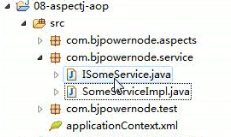 08-aspectj-aop
src
com.bjpowernode.aspects
com.bjpowernode.service
ISomeService.java
SomeServiceImpl.java
com.bjpowernode.test
applicationContext.xml